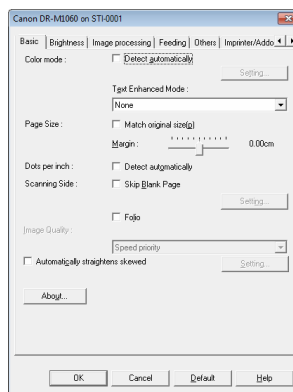 Canon DR-M1060 on STI-0001
Basic Brightness Image processing Feeding Others Imprinter/Addo
Color mode : Detect automatically
Setting...
Text Enhanced Mode :
None
Page Size : Match original size(o)
Margin : 0.00cm
Dots per inch : Detect automatically
Scanning Side : Skip Blank Page
Setting...
Folio
Image Quality :
Speed priority
Automatically straightens skewed Setting...
About...
OK Cancel Default Help